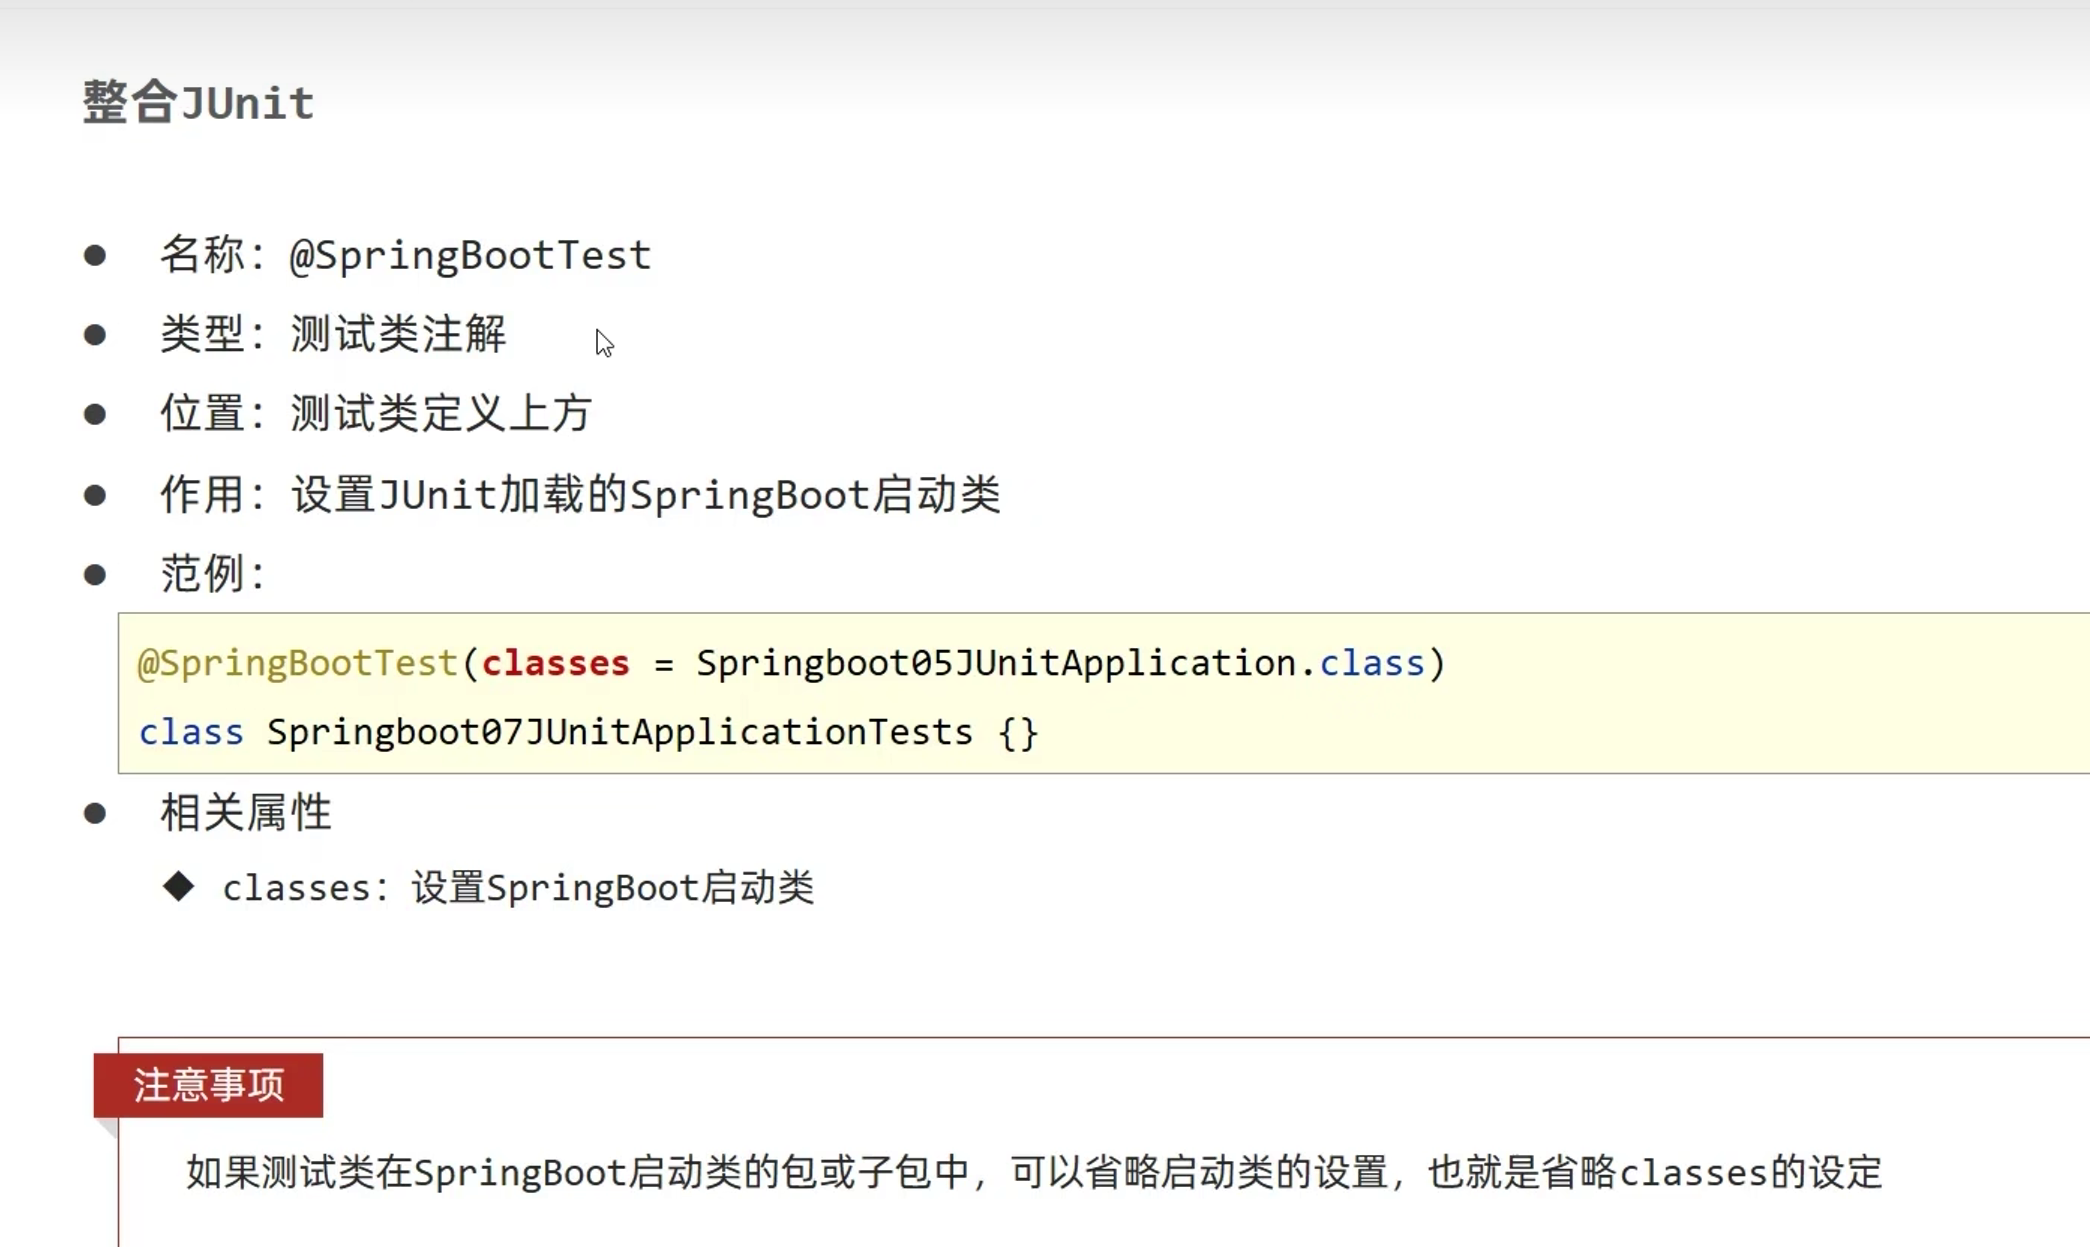 整合JUnit
名称：@SpringBootTest
类型：测试类注解
位置：测试类定义上方
作用：设置JUnit加载的SpringBoot启动类
范例：
@SpringBootTest(classes = Springboot05JUnitApplication.class)
class Springboot07JUnitApplicationTests {}
相关属性
classes：设置SpringBoot启动类
注意事项
如果测试类在SpringBoot启动类的包或子包中，可以省略启动类的设置，也就是省略classes的设定